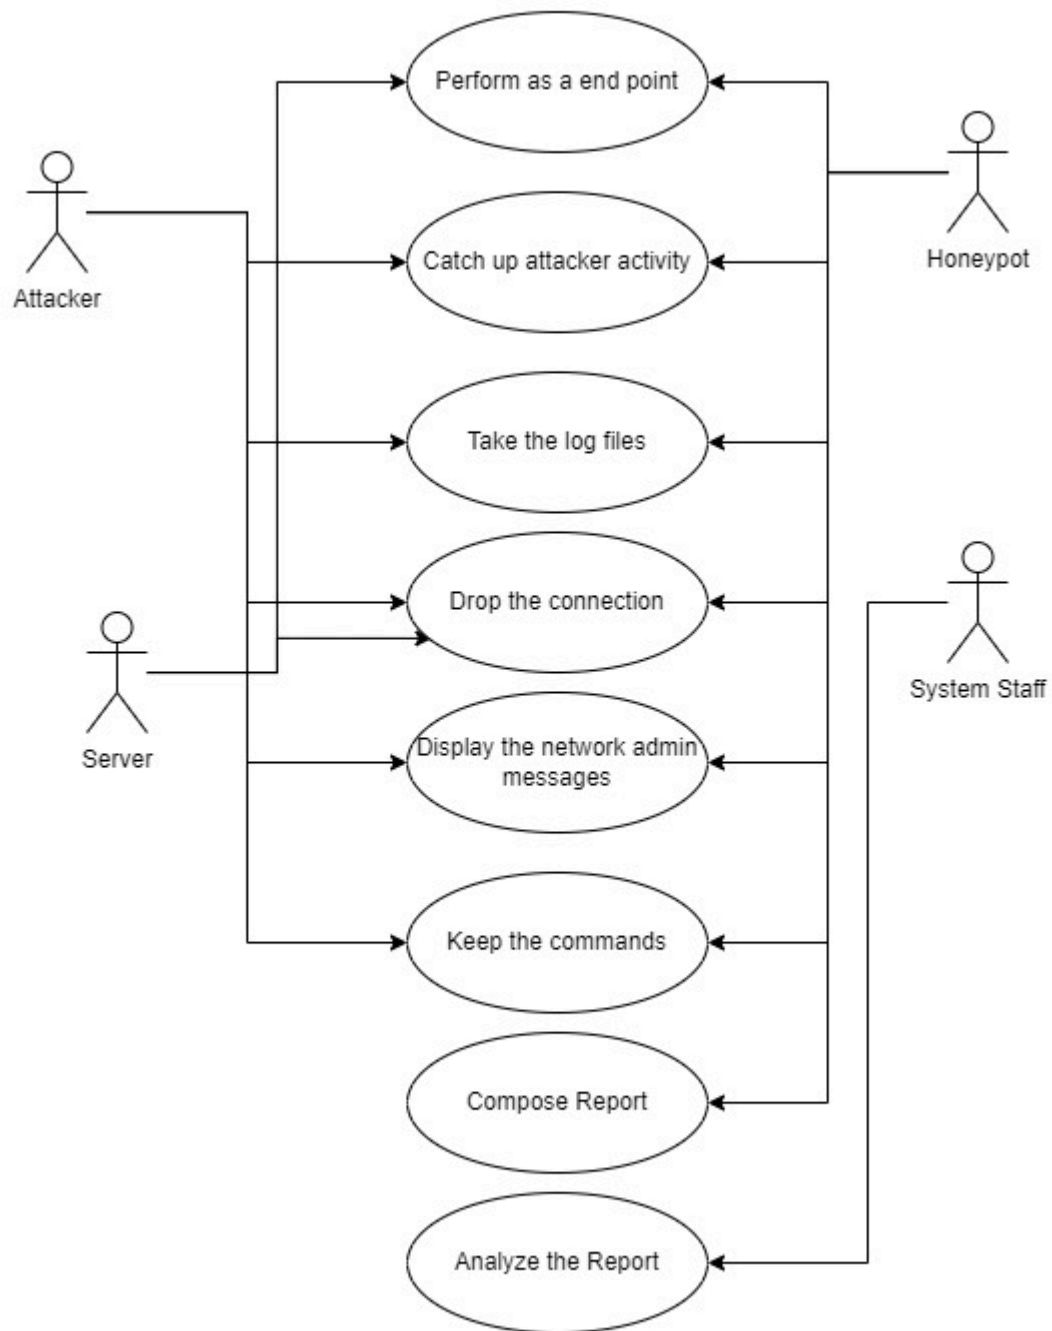 Perform as a end point
Attacker
Catch up attacker activity
Honeypot
Take the log files
Drop the connection
Server
System Staff
Display the network admin
messages
Keep the commands
Compose Report
Analyze the Report